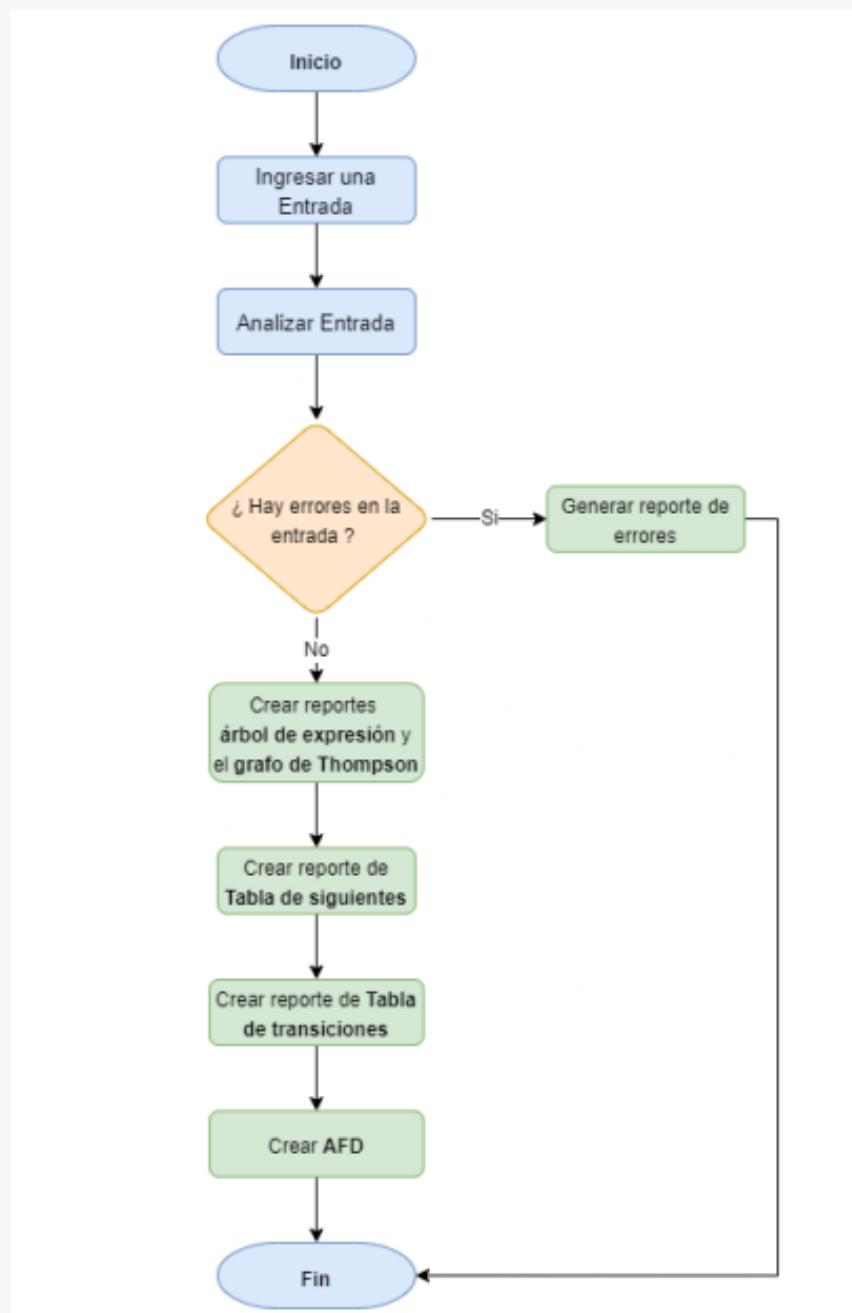 Inicio
Ingresar una
Entrada
Analizar Entrada
¿ Hay errores en la
entrada ?
Si
Generar reporte de
errores
No
Crear reportes
árbol de expresión y
el grafo de Thompson
Crear reporte de
Tabla de siguientes
Crear reporte de Tabla
de transiciones
Crear AFD
Fin